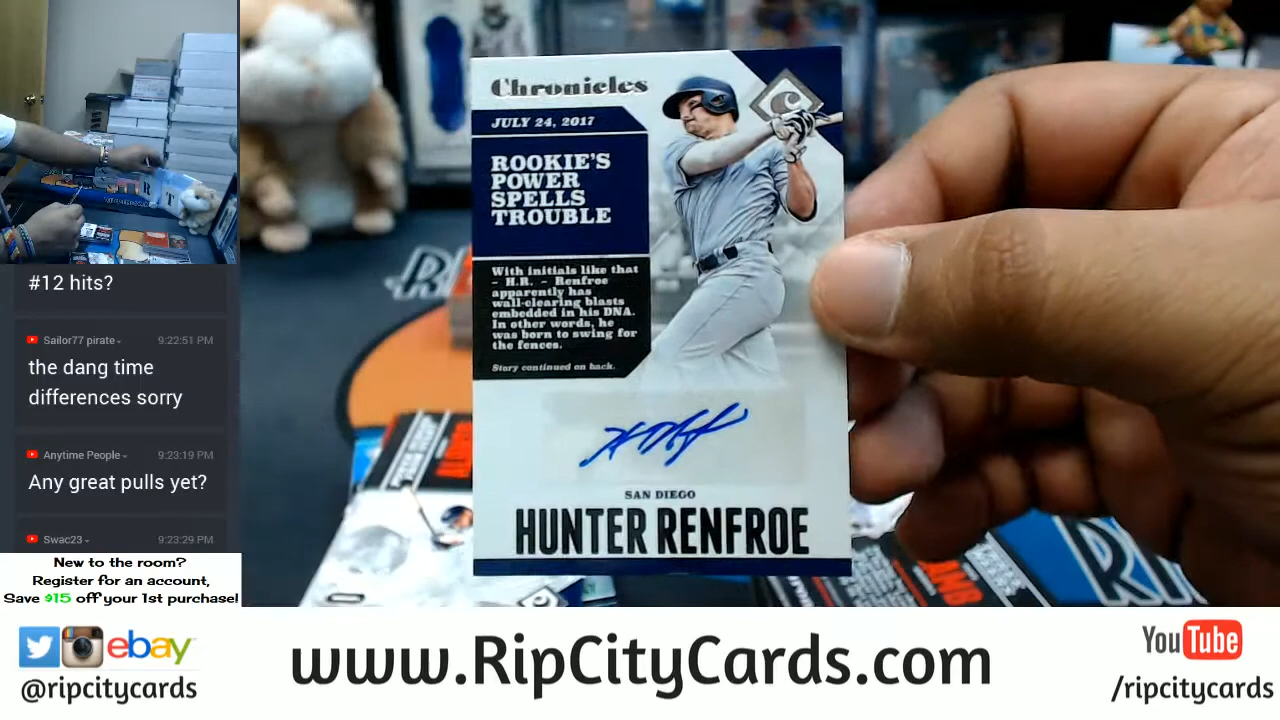 #12 hits?
Sailor77 pirate
9:22:51 PM
the dang time
differences sorry
Anytime People
9:23:19 PM
Any great pulls yet?
Swac23
9:23:29 PM
New to the room?
Register for an account,
Save $15 off your 1st purchase!
Chronicles
JULY 24, 2017
ROOKIE'S
POWER
SPELLS
TROUBLE
With initials like that
- H.R. - Renfroe
apparently has
wall-clearing blasts
embedded in his DNA.
In other words, he
was born to swing for
the fences.
Story continued on back.
C
SAN DIEGO
HUNTER RENFROE
ebay
@ripcitycards
www.RipCityCards.com
YouTube
/ripcitycards